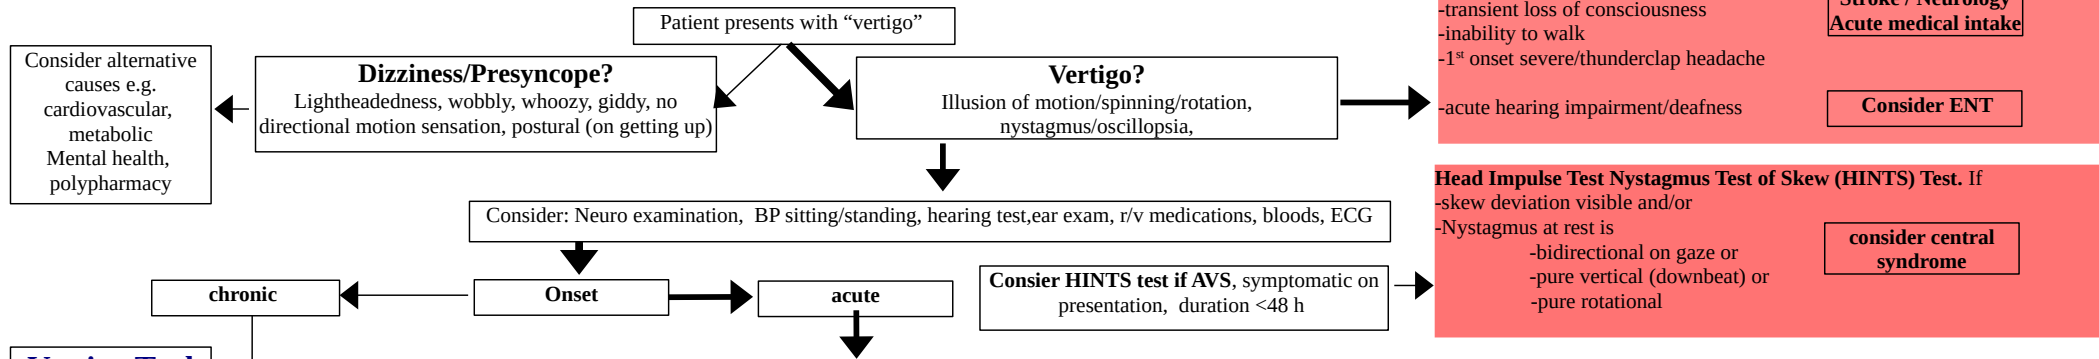 Patient presents with “vertigo”
Consider alternative
causes e.g.
cardiovascular,
metabolic
Mental health,
polypharmacy
Dizziness/Presyncope?
Lightheadedness, wobbly, whoozy, giddy, no
directional motion sensation, postural (on getting up)
Vertigo?
Illusion of motion/spinning/rotation,
nystagmus/oscillopsia,
-transient loss of consciousness
-inability to walk
-1st onset severe/thunderclap headache
-acute hearing impairment/deafness
Stroke / Neurology
Acute medical intake
Consider ENT
Consider: Neuro examination, BP sitting/standing, hearing test,ear exam, r/v medications, bloods, ECG
Head Impulse Test Nystagmus Test of Skew (HINTS) Test. If
-skew deviation visible and/or
-Nystagmus at rest is
-bidirectional on gaze or
-pure vertical (downbeat) or
-pure rotational
consider central
syndrome
chronic
Onset
acute
Consier HINTS test if AVS, symptomatic on
presentation, duration <48 h